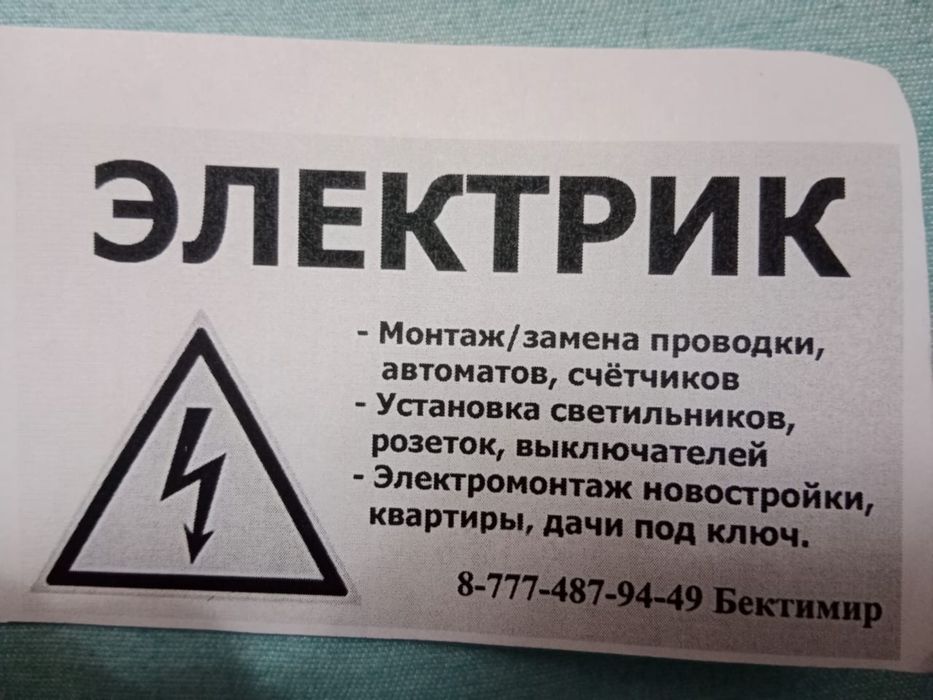 ЭЛЕКТРИК
- Монтаж/замена проводки,
автоматов, счётчиков
- Установка светильников,
розеток, выключателей
- Электромонтаж новостройки,
квартиры, дачи под ключ.
8-777-487-94-49 Бектимир